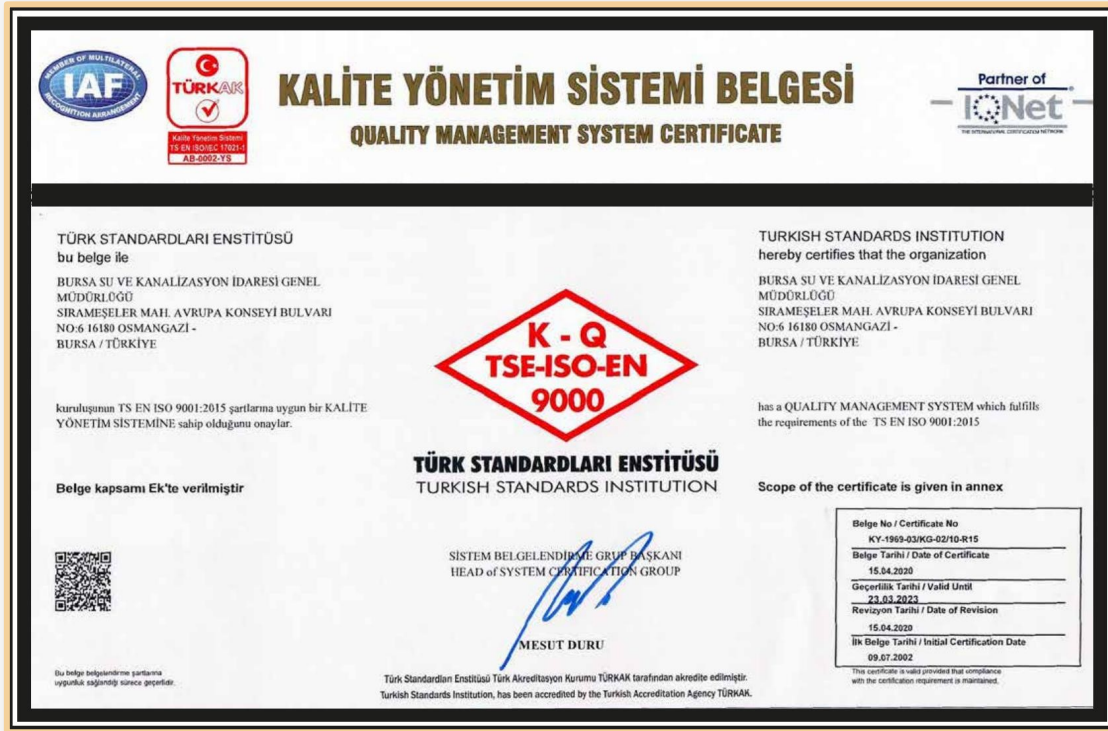 MEMBER OF MULTILATERAL
IAF
RECOGNITION ARRANGEMENT
TÜRKAK
Kalite Yönetim Sistemi
TS EN ISO/IEC 17021-1
AB-0002-YS
KALİTE YÖNETİM SİSTEMİ BELGESİ
QUALITY MANAGEMENT SYSTEM CERTIFICATE
Partner of
IQNet
THE INTERNATIONAL CERTIFICATION NETWORK
TÜRK STANDARDLARI ENSTİTÜSÜ
bu belge ile
BURSA SU VE KANALİZASYON İDARESİ GENEL
MÜDÜRLÜĞÜ
SIRAMEŞELER MAH. AVRUPA KONSEYİ BULVARI
NO:6 16180 OSMANGAZİ -
BURSA / TÜRKİYE
kuruluşunun TS EN ISO 9001:2015 şartlarına uygun bir KALİTE
YÖNETİM SİSTEMİNE sahip olduğunu onaylar.
Belge kapsamı Ek'te verilmiştir
K - Q
TSE-ISO-EN
9000
TÜRK STANDARDLARI ENSTİTÜSÜ
TURKISH STANDARDS INSTITUTION
TURKISH STANDARDS INSTITUTION
hereby certifies that the organization
BURSA SU VE KANALİZASYON İDARESİ GENEL
MÜDÜRLÜĞÜ
SIRAMEŞELER MAH. AVRUPA KONSEYİ BULVARI
NO:6 16180 OSMANGAZİ -
BURSA / TÜRKİYE
has a QUALITY MANAGEMENT SYSTEM which fulfills
the requirements of the TS EN ISO 9001:2015
Scope of the certificate is given in annex
SİSTEM BELGELENDİRME GRUP BAŞKANI
HEAD of SYSTEM CERTIFICATION GROUP
MESUT DURU
Belge No / Certificate No
KY-1969-03/KG-02/10-R15
Belge Tarihi / Date of Certificate
15.04.2020
Geçerlilik Tarihi / Valid Until
23.03.2023
Revizyon Tarihi / Date of Revision
15.04.2020
İlk Belge Tarihi / Initial Certification Date
09.07.2002
Bu belge belgelendirme şartlarına
uygunluk sağlandığı sürece geçerlidir.
Türk Standardları Enstitüsü Türk Akreditasyon Kurumu TÜRKAK tarafından akredite edilmiştir.
Turkish Standards Institution, has been accredited by the Turkish Accreditation Agency TÜRKAK.
This certificate is valid provided that compliance
with the certification requirement is maintained.